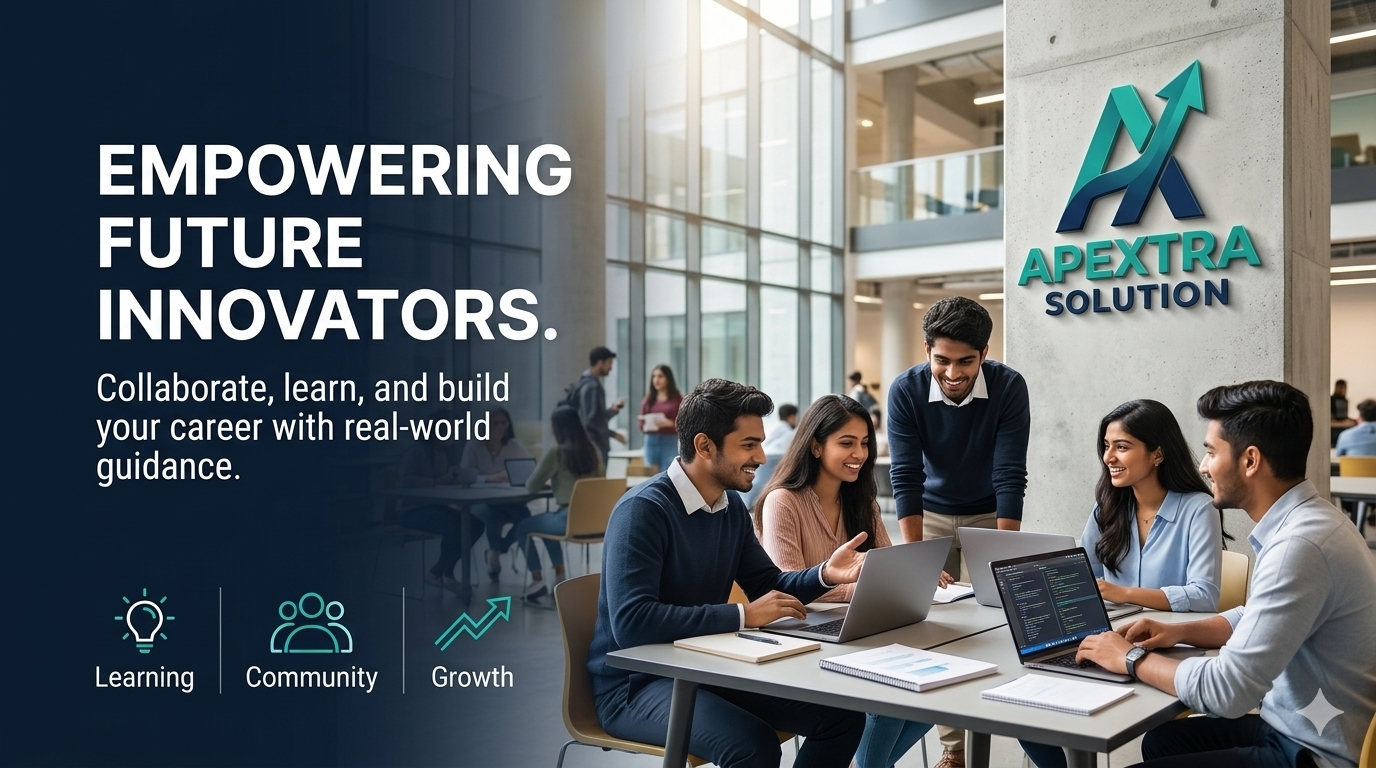 EMPOWERING
FUTURE
INNOVATORS.
Collaborate, learn, and build
your career with real-world
guidance.
Learning
Community
Growth
APEXTRA
SOLUTION